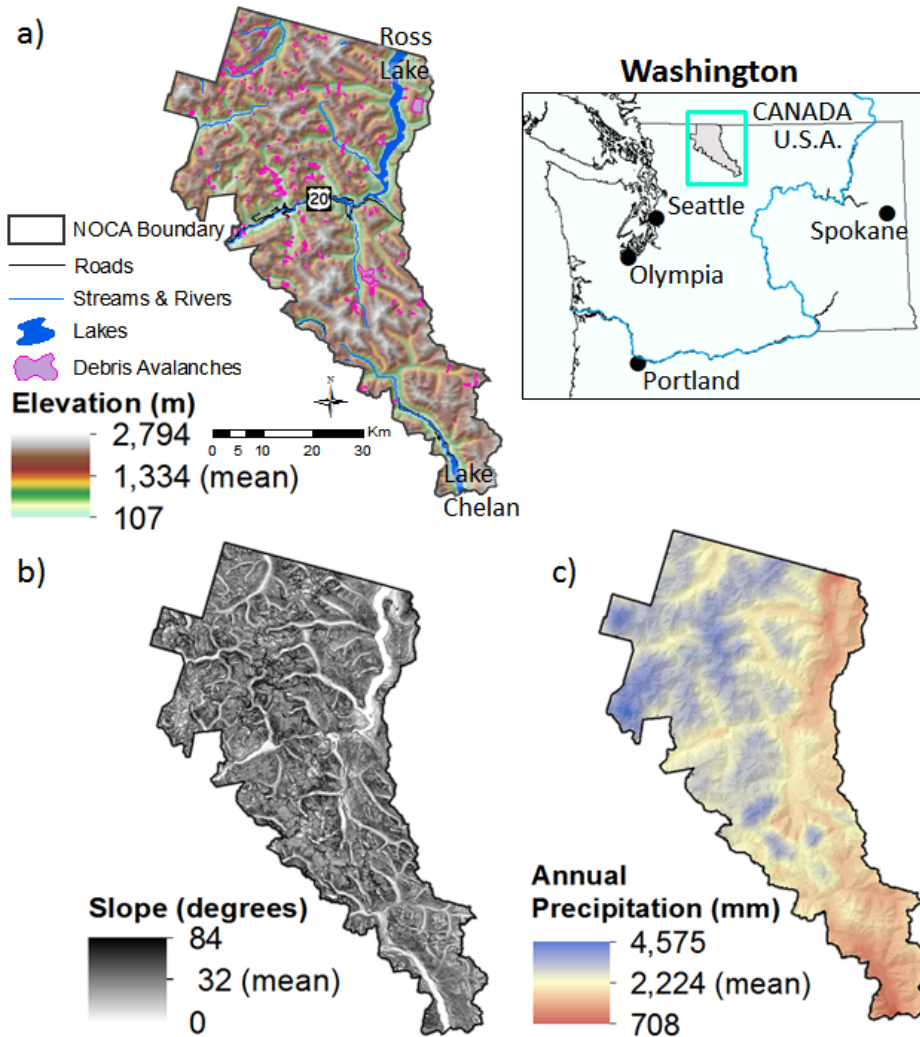 a)
Ross
Lake
20
NOCA Boundary
Roads
Streams & Rivers
Lakes
Debris Avalanches
N
Elevation (m)
2,794
1,334 (mean)
107
Km
0 5 10 20 30
Lake
Chelan
Washington
CANADA
U.S.A.
Seattle
Spokane
Olympia
Portland
b)
Slope (degrees)
84
32 (mean)
0
c)
Annual
Precipitation (mm)
4,575
2,224 (mean)
708